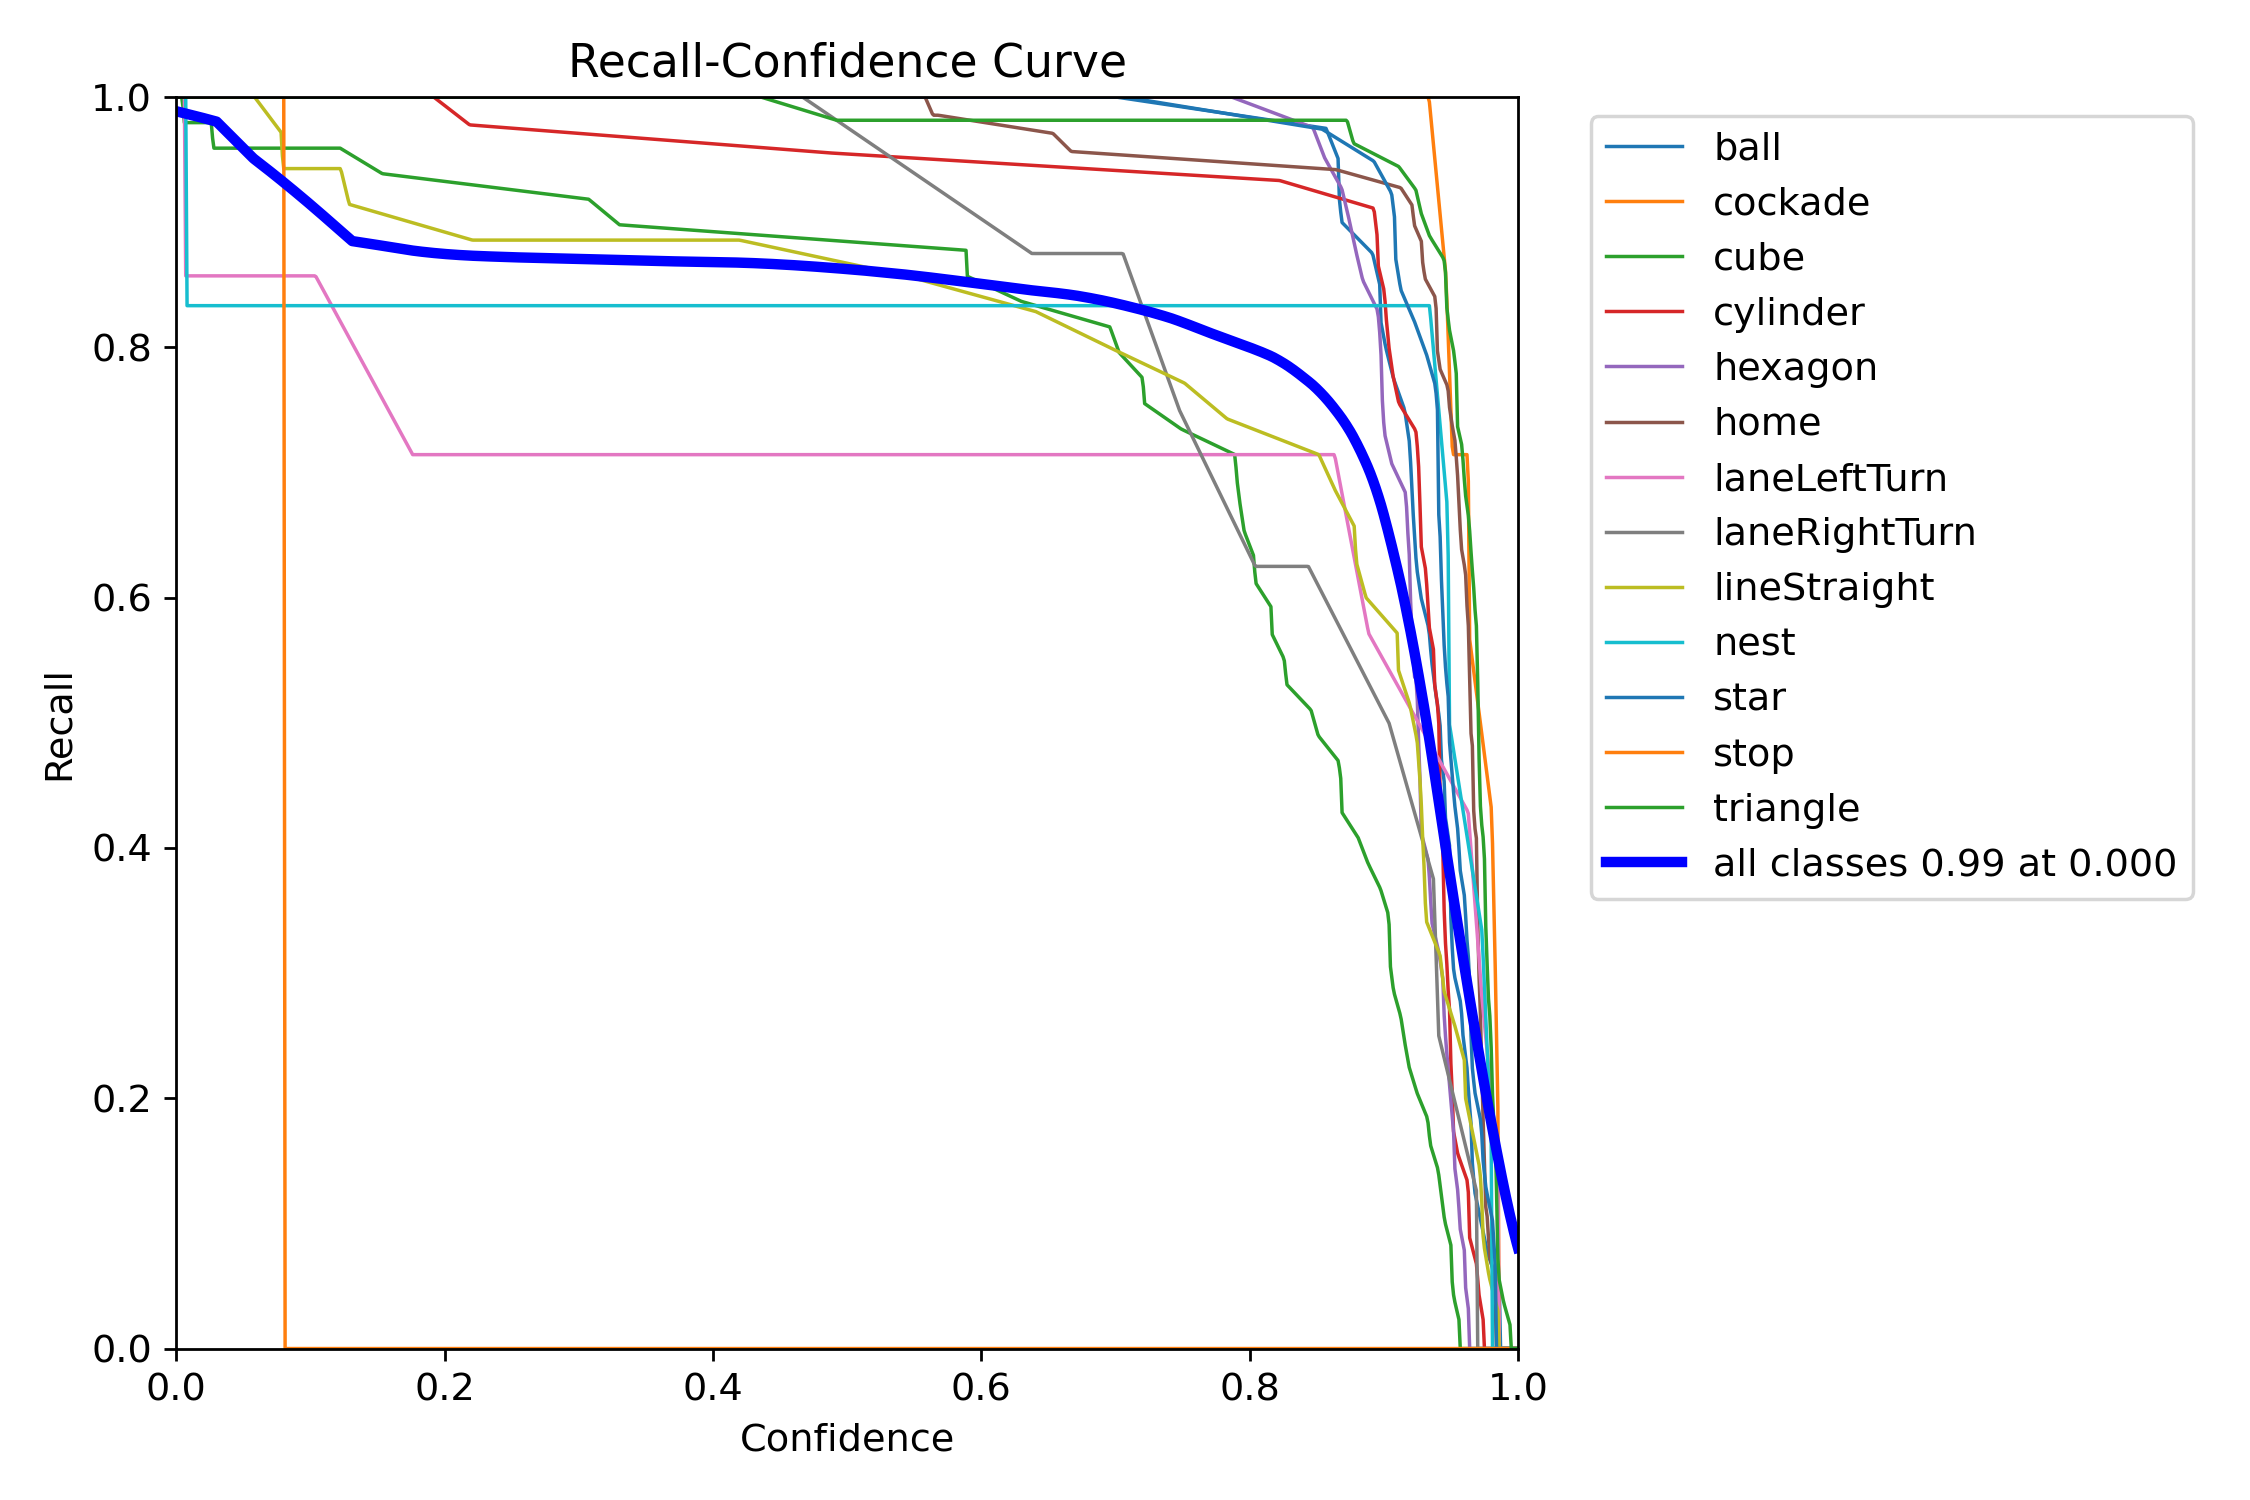 Recall-Confidence Curve
1.0
0.8
0.6
0.4
0.2
0.0
Recall
0.0 0.2 0.4 0.6 0.8 1.0
Confidence
ball
cockade
cube
cylinder
hexagon
home
laneLeftTurn
laneRightTurn
lineStraight
nest
star
stop
triangle
all classes 0.99 at 0.000